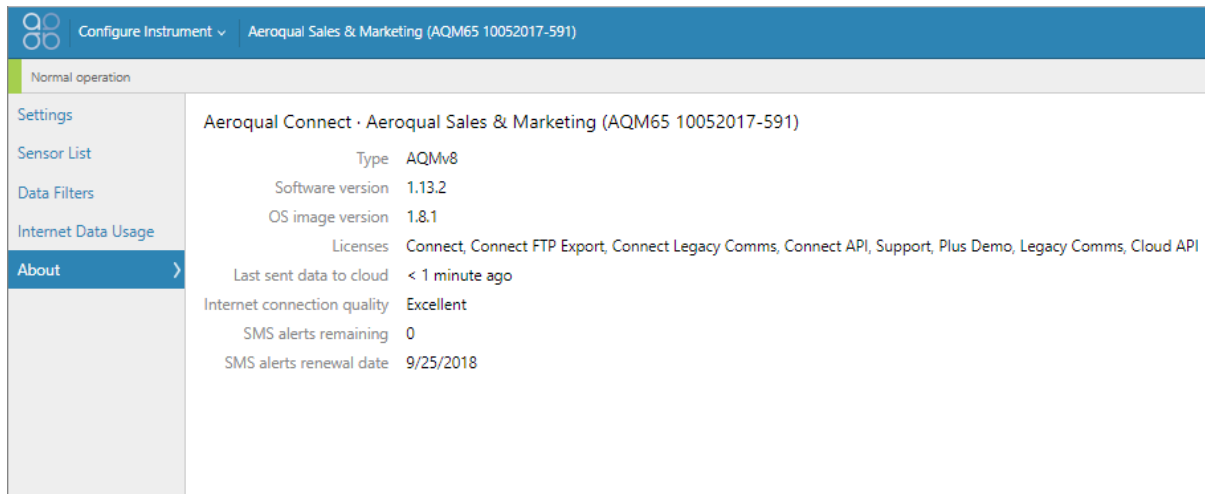 Configure Instrument Aeroqual Sales & Marketing (AQM65 10052017-591)
Normal operation
Settings
Sensor List
Data Filters
Internet Data Usage
About
Aeroqual Connect · Aeroqual Sales & Marketing (AQM65 10052017-591)
Type AQMv8
Software version 1.13.2
OS image version 1.8.1
Licenses Connect, Connect FTP Export, Connect Legacy Comms, Connect API, Support, Plus Demo, Legacy Comms, Cloud API
Last sent data to cloud < 1 minute ago
Internet connection quality Excellent
SMS alerts remaining 0
SMS alerts renewal date 9/25/2018